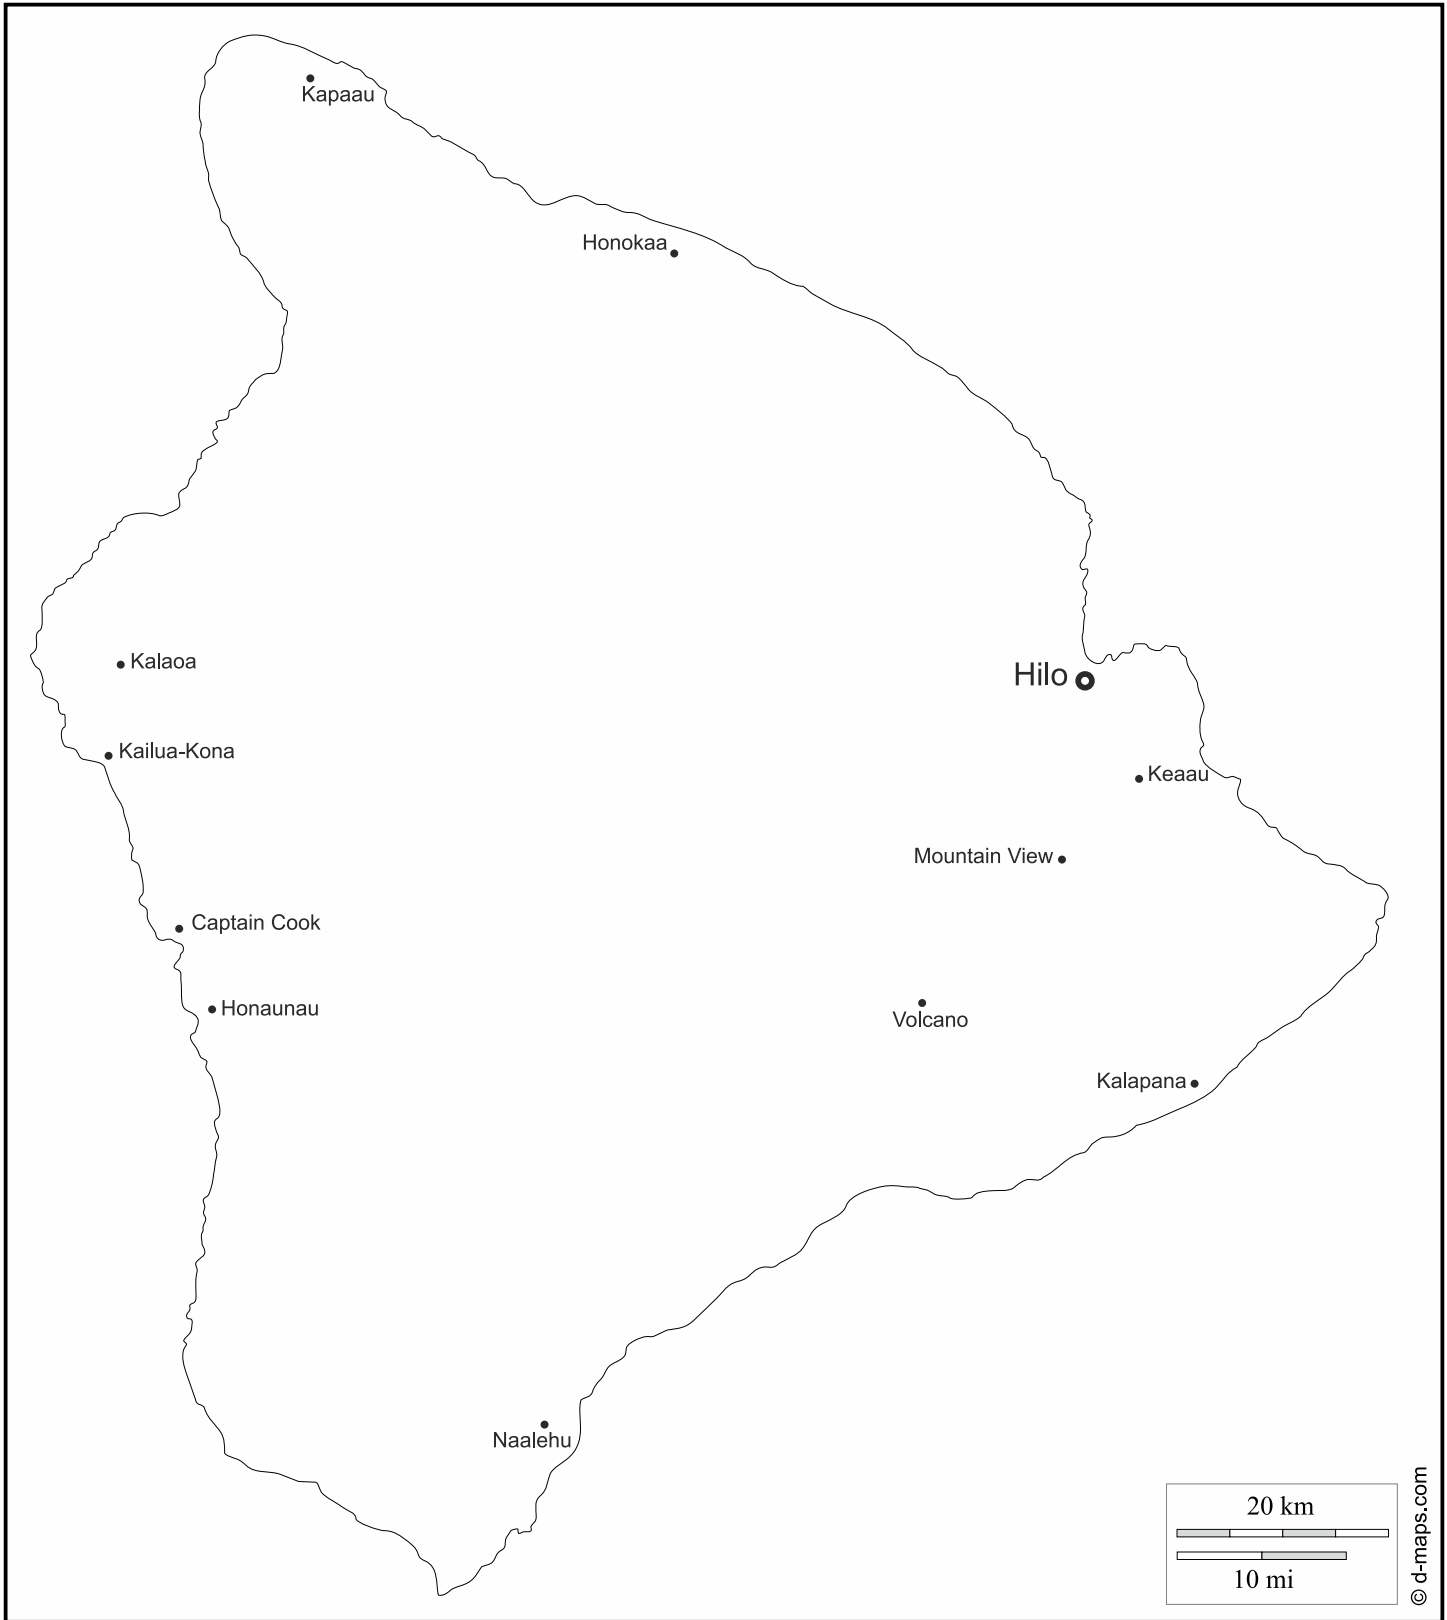 Kapaau
Honokaa
Kalaoa
Hilo
Kailua-Kona
Keaau
Mountain View
Captain Cook
Honaunau
Volcano
Kalapana
Naalehu
20 km
10 mi
© d-maps.com